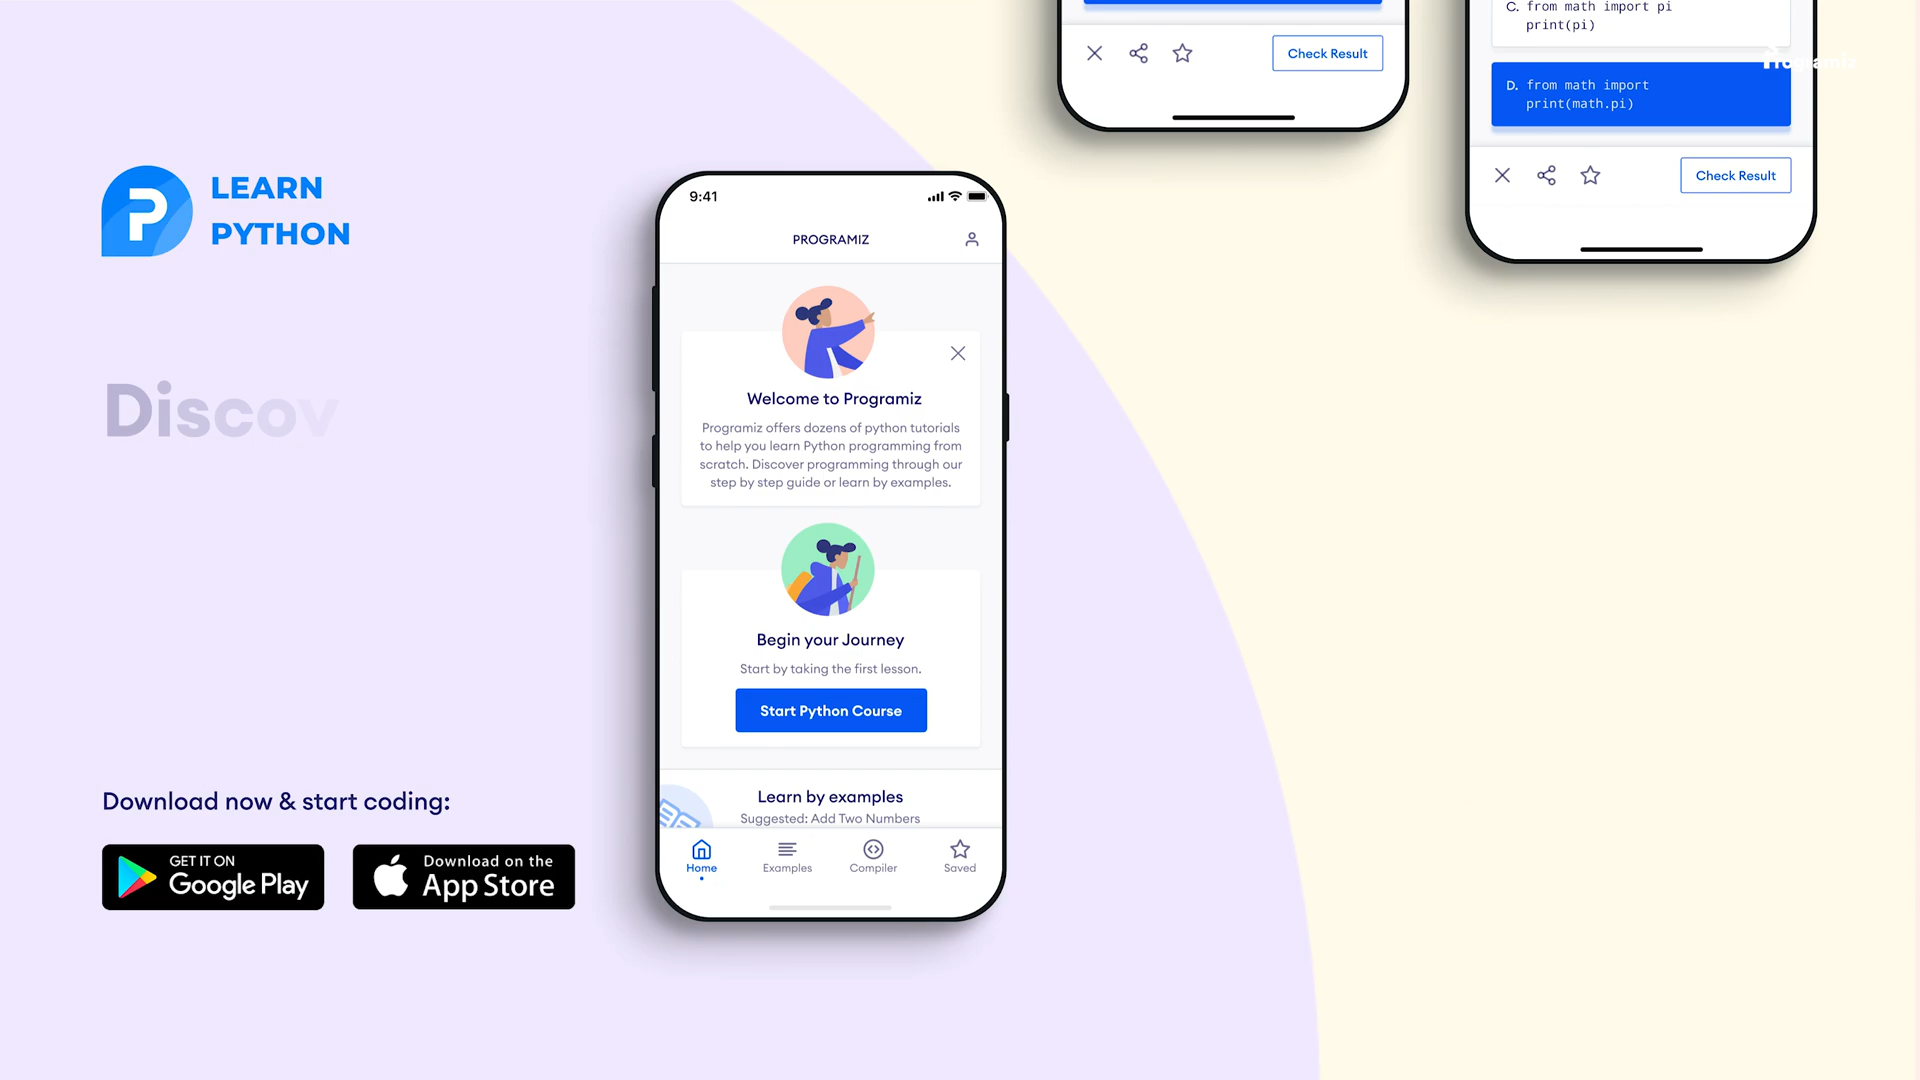 LEARN
PYTHON
Discov
Download now & start coding:
GET IT ON
Google Play
Download on the
App Store
9:41
PROGRAMIZ
Welcome to Programiz
Programiz offers dozens of python tutorials
to help you learn Python programming from
scratch. Discover programming through our
step by step guide or learn by examples.
Begin your Journey
Start by taking the first lesson.
Start Python Course
Learn by examples
Suggested: Add Two Numbers
Home
Examples
Compiler
Saved
Check Result
C. from math import pi
print(pi)
D. from math import
print(math.pi)
Check Result
Programiz